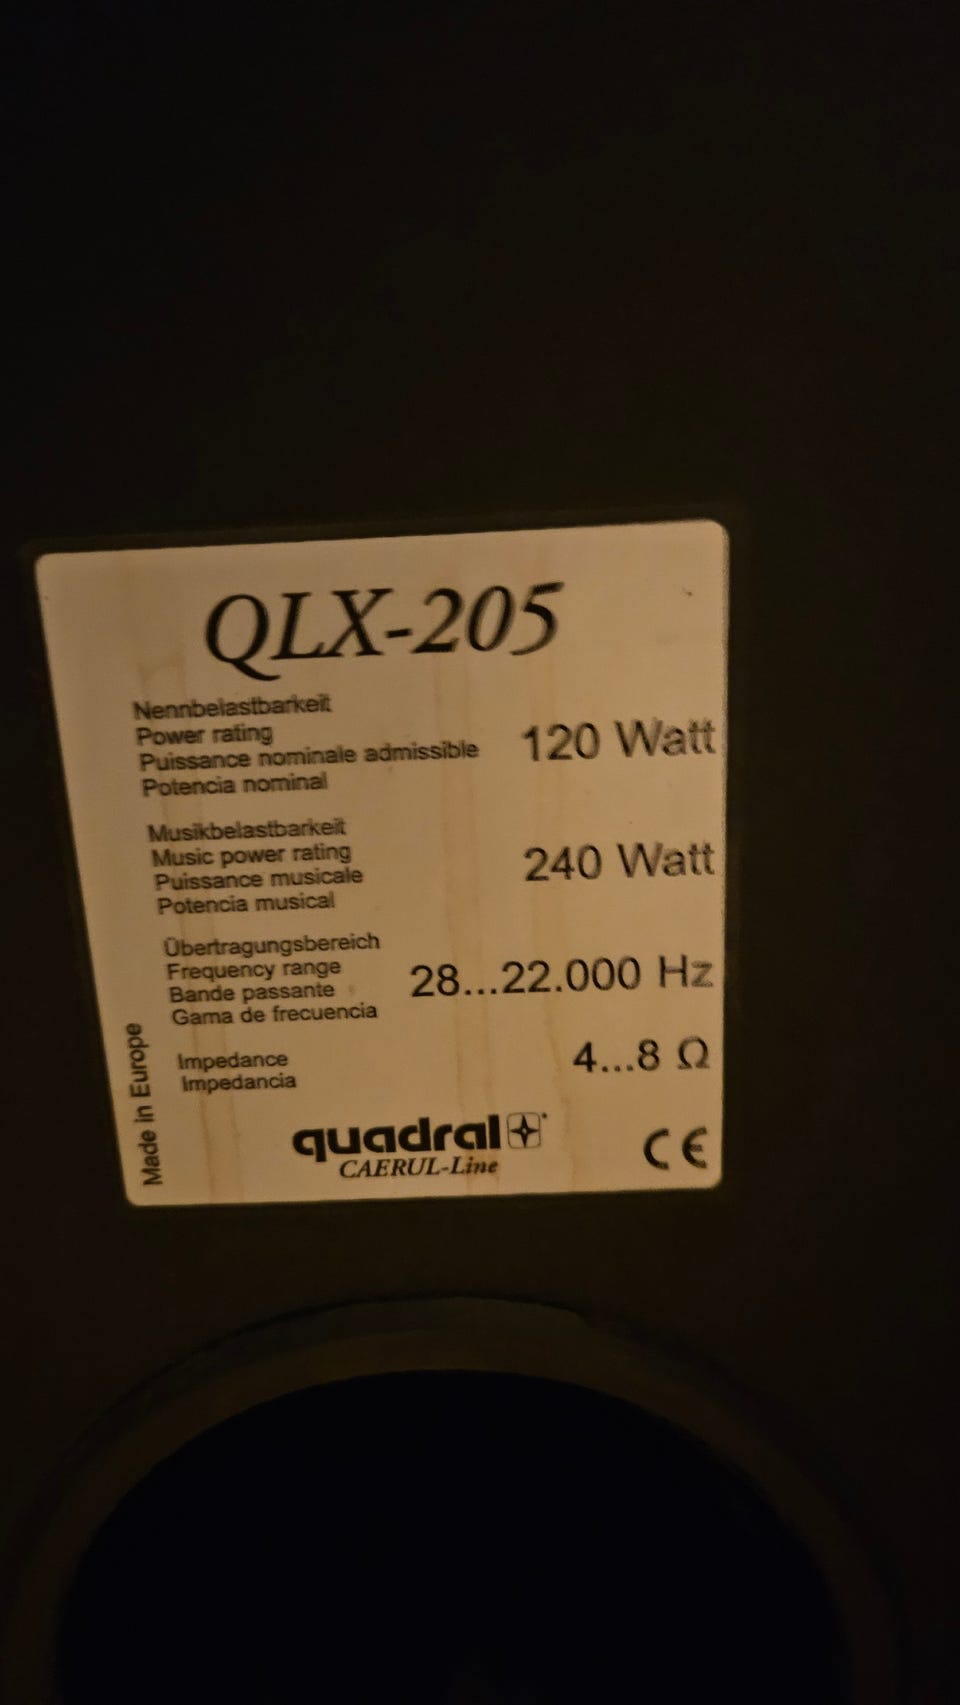 QLX-205
Nennbelastbarkeit
Power rating
Puissance nominale admissible
Potencia nominal
120 Watt
Musikbelastbarkeit
Music power rating
Puissance musicale
Potencia musical
240 Watt
Übertragungsbereich
Frequency range
Bande passante
Gama de frecuencia
28...22.000 Hz
Impedance
Impedancia
4...8 Ω
Made in Europe
quadral
CAERUL-Line
CE